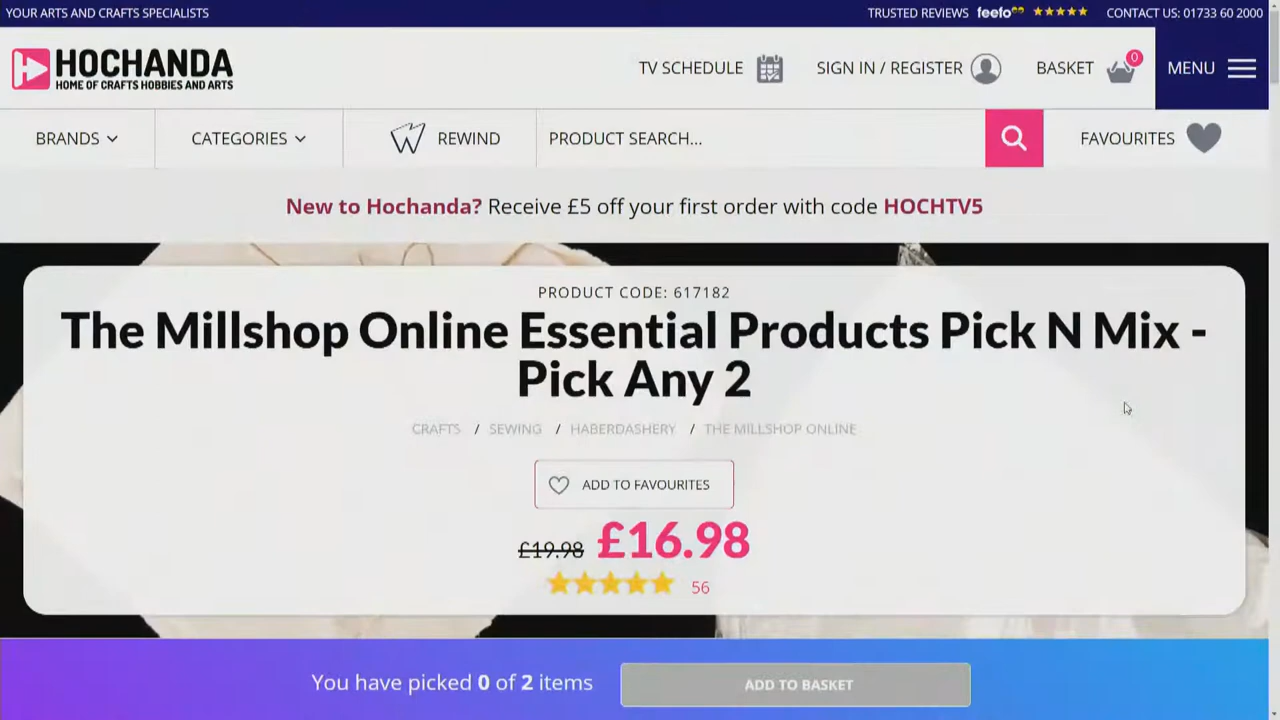 YOUR ARTS AND CRAFTS SPECIALISTS
TRUSTED REVIEWS feefo CONTACT US: 01733 60 2000
HOCHANDA
HOME OF CRAFTS HOBBIES AND ARTS
TV SCHEDULE
SIGN IN / REGISTER
BASKET 0
MENU
BRANDS
CATEGORIES
REWIND
PRODUCT SEARCH...
FAVOURITES
New to Hochanda? Receive £5 off your first order with code HOCHTV5
PRODUCT CODE: 617182
The Millshop Online Essential Products Pick N Mix -
Pick Any 2
CRAFTS / SEWING / HABERDASHERY / THE MILLSHOP ONLINE
ADD TO FAVOURITES
£19.98 £16.98
56
You have picked 0 of 2 items
ADD TO BASKET